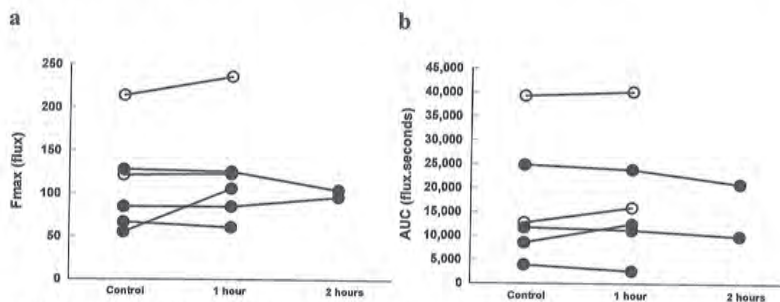 a
Fmax (flux)
250
200
150
100
50
0
Control
1 hour
2 hours
b
AUC (flux.seconds)
45,000
40,000
35,000
30,000
25,000
20,000
15,000
10,000
5,000
0
Control
1 hour
2 hours